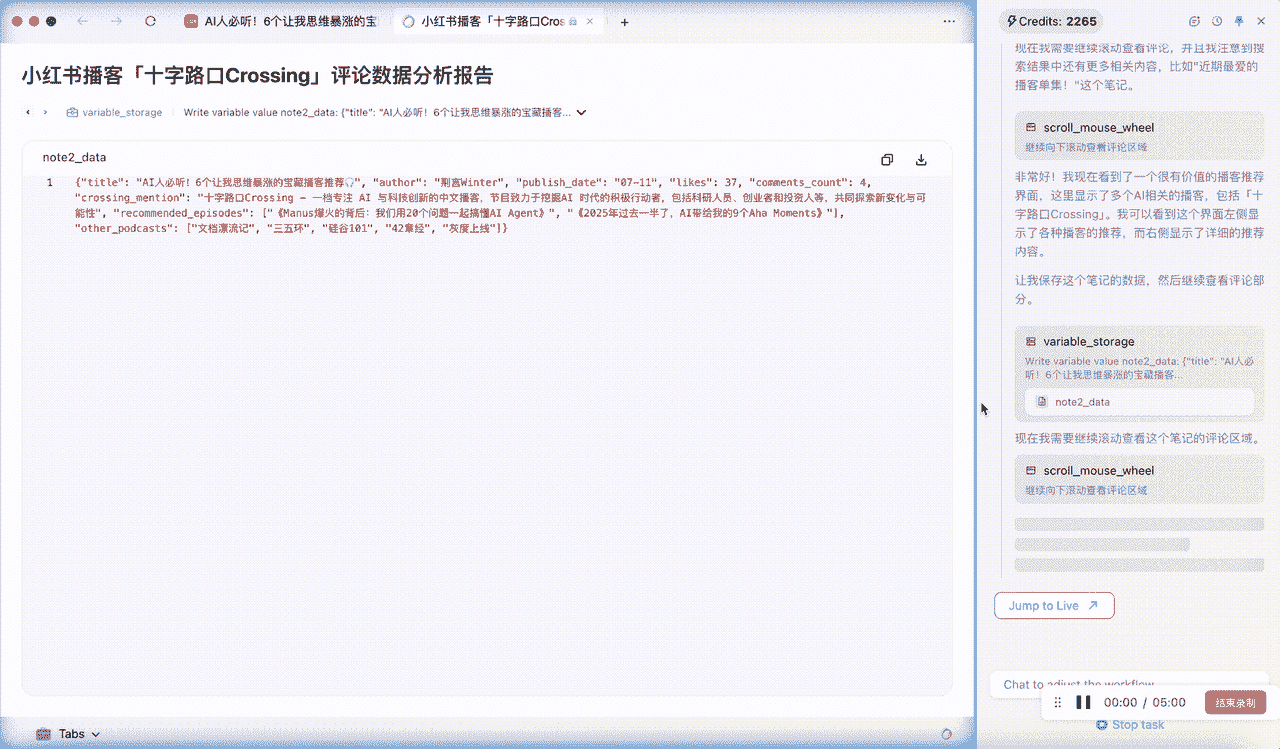 AI人必听！6个让我思维暴涨的宝
小红书播客「十字路口Cros
Credits: 2265
小红书播客「十字路口Crossing」评论数据分析报告
variable_storage
Write variable value note2_data: {"title": "AI人必听！6个让我思维暴涨的宝藏播客...
note2_data
1
{"title": "AI人必听！6个让我思维暴涨的宝藏播客推荐🎧", "author": "荆富Winter", "publish_date": "07-11", "likes": 37, "comments_count": 4,
"crossing_mention": "十字路口Crossing - 一档专注 AI 与科技创新的中文播客，节目致力于挖掘AI 时代的积极行动者，包括科研人员、创业者和投资人等，共同探索新变化与可
能性", "recommended_episodes": ["《Manus爆火的背后：我们用20个问题一起搞懂AI Agent》", "《2025年过去一半了，AI带给我的9个Aha Moments》"],
"other_podcasts": ["文档漂流记", "三五环", "硅谷101", "42章经", "灰度上线"]}
Tabs
现在我需要继续滚动查看评论，并且我注意到搜
索结果中还有更多相关内容，比如"近期最爱的
播客单集！"这个笔记。
scroll_mouse_wheel
继续向下滚动查看评论区域
非常好！我现在看到了一个很有价值的播客推荐
界面，这里显示了多个AI相关的播客，包括「十
字路口Crossing」。我可以看到这个界面左侧显
示了各种播客的推荐，而右侧显示了详细的推荐
内容。
让我保存这个笔记的数据，然后继续查看评论部
分。
variable_storage
Write variable value note2_data: {"title": "AI人必
听！6个让我思维暴涨的宝藏播客...
note2_data
现在我需要继续滚动查看这个笔记的评论区域。
scroll_mouse_wheel
继续向下滚动查看评论区域
Jump to Live
Chat to adjust the workflow
00:00 / 05:00
结束录制
Stop task